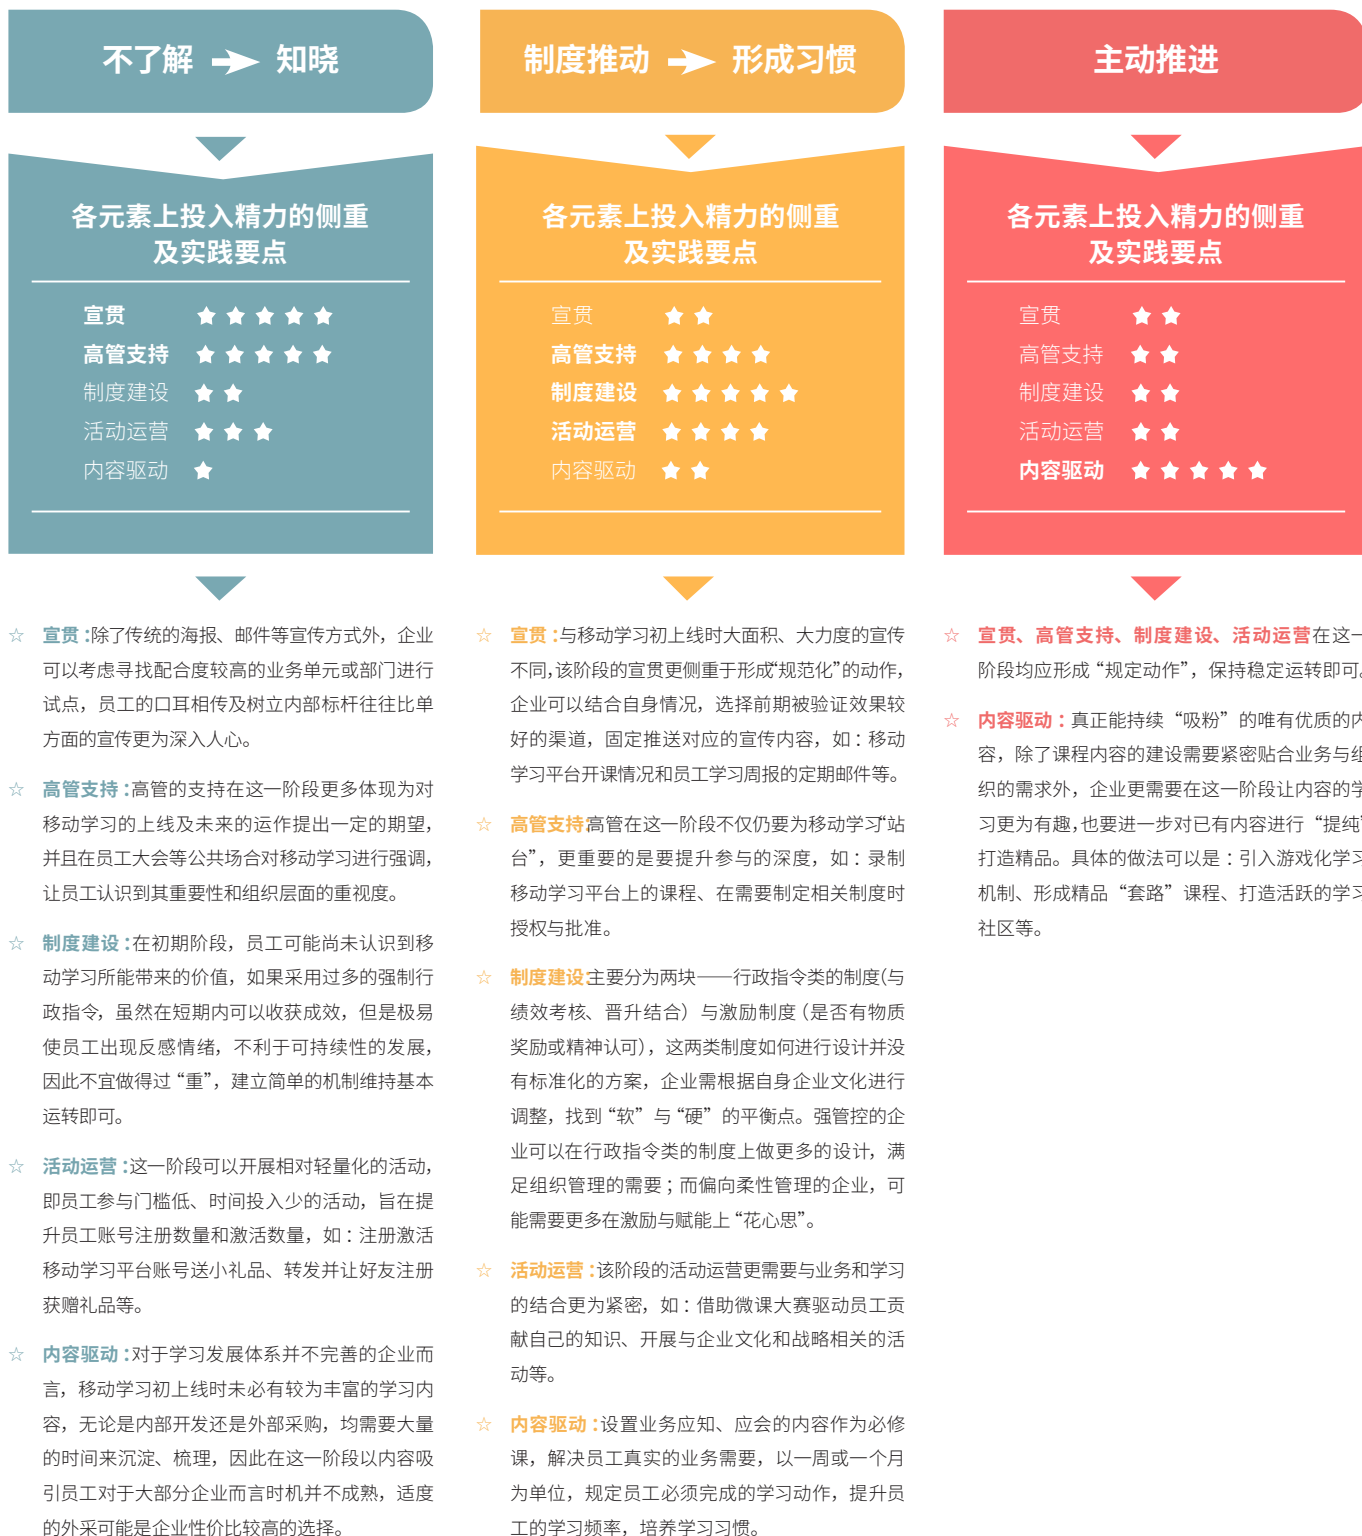 不了解 知晓
各元素上投入精力的侧重
及实践要点
宣贯
高管支持
制度建设
活动运营
内容驱动
☆ 宣贯：除了传统的海报、邮件等宣传方式外，企业
可以考虑寻找配合度较高的业务单元或部门进行
试点，员工的口耳相传及树立内部标杆往往比单
方面的宣传更为深入人心。
☆ 高管支持：高管的支持在这一阶段更多体现为对
移动学习的上线及未来的运作提出一定的期望，
并且在员工大会等公共场合对移动学习进行强调，
让员工认识到其重要性和组织层面的重视度。
☆ 制度建设：在初期阶段，员工可能尚未认识到移
动学习所能带来的价值，如果采用过多的强制行
政指令，虽然在短期内可以收获成效，但是极易
使员工出现反感情绪，不利于可持续性的发展，
因此不宜做得过“重”，建立简单的机制维持基本
运转即可。
☆ 活动运营：这一阶段可以开展相对轻量化的活动，
即员工参与门槛低、时间投入少的活动，旨在提
升员工账号注册数量和激活数量，如：注册激活
移动学习平台账号送小礼品、转发并让好友注册
获赠礼品等。
☆ 内容驱动：对于学习发展体系并不完善的企业而
言，移动学习初上线时未必有较为丰富的学习内
容，无论是内部开发还是外部采购，均需要大量
的时间来沉淀、梳理，因此在这一阶段以内容吸
引员工对于大部分企业而言时机并不成熟，适度
的外采可能是企业性价比较高的选择。
制度推动 形成习惯
各元素上投入精力的侧重
及实践要点
宣贯
高管支持
制度建设
活动运营
内容驱动
☆ 宣贯：与移动学习初上线时大面积、大力度的宣传
不同，该阶段的宣贯更侧重于形成“规范化”的动作，
企业可以结合自身情况，选择前期被验证效果较
好的渠道，固定推送对应的宣传内容，如：移动
学习平台开课情况和员工学习周报的定期邮件等。
☆ 高管支持：高管在这一阶段不仅仍要为移动学习“站
台”，更重要的是要提升参与的深度，如：录制
移动学习平台上的课程、在需要制定相关制度时
授权与批准。
☆ 制度建设：主要分为两块——行政指令类的制度（与
绩效考核、晋升结合）与激励制度（是否有物质
奖励或精神认可），这两类制度如何进行设计并没
有标准化的方案，企业需根据自身企业文化进行
调整，找到“软”与“硬”的平衡点。强管控的企
业可以在行政指令类的制度上做更多的设计，满
足组织管理的需要；而偏向柔性管理的企业，可
能需要更多在激励与赋能上“花心思”。
☆ 活动运营：该阶段的活动运营更需要与业务和学习
的结合更为紧密，如：借助微课大赛驱动员工贡
献自己的知识、开展与企业文化和战略相关的活
动等。
☆ 内容驱动：设置业务应知、应会的内容作为必修
课，解决员工真实的业务需要，以一周或一个月
为单位，规定员工必须完成的学习动作，提升员
工的学习频率，培养学习习惯。
主动推进
各元素上投入精力的侧重
及实践要点
宣贯
高管支持
制度建设
活动运营
内容驱动
☆ 宣贯、高管支持、制度建设、活动运营在这一
阶段均应形成“规定动作”，保持稳定运转即可。
☆ 内容驱动：真正能持续“吸粉”的唯有优质的内
容，除了课程内容的建设需要紧密贴合业务与组
织的需求外，企业更需要在这一阶段让内容的学
习更为有趣，也要进一步对已有内容进行“提纯”
打造精品。具体的做法可以是：引入游戏化学习
机制、形成精品“套路”课程、打造活跃的学习
社区等。